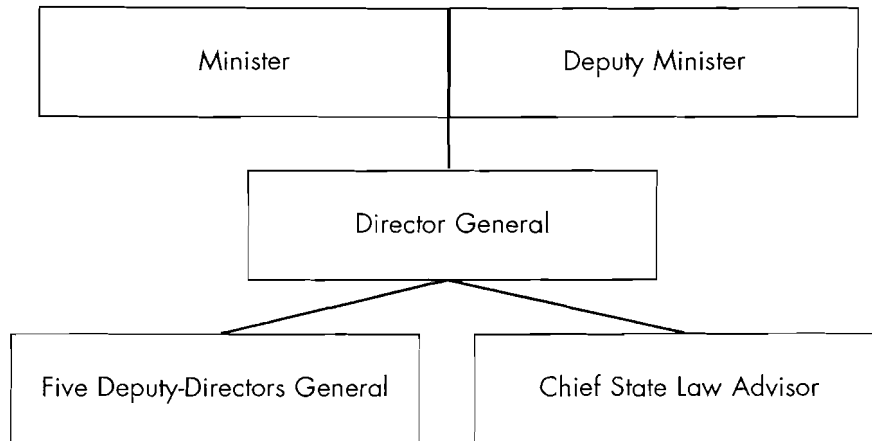 Minister
Deputy Minister
Director General
Five Deputy-Directors General
Chief State Law Advisor